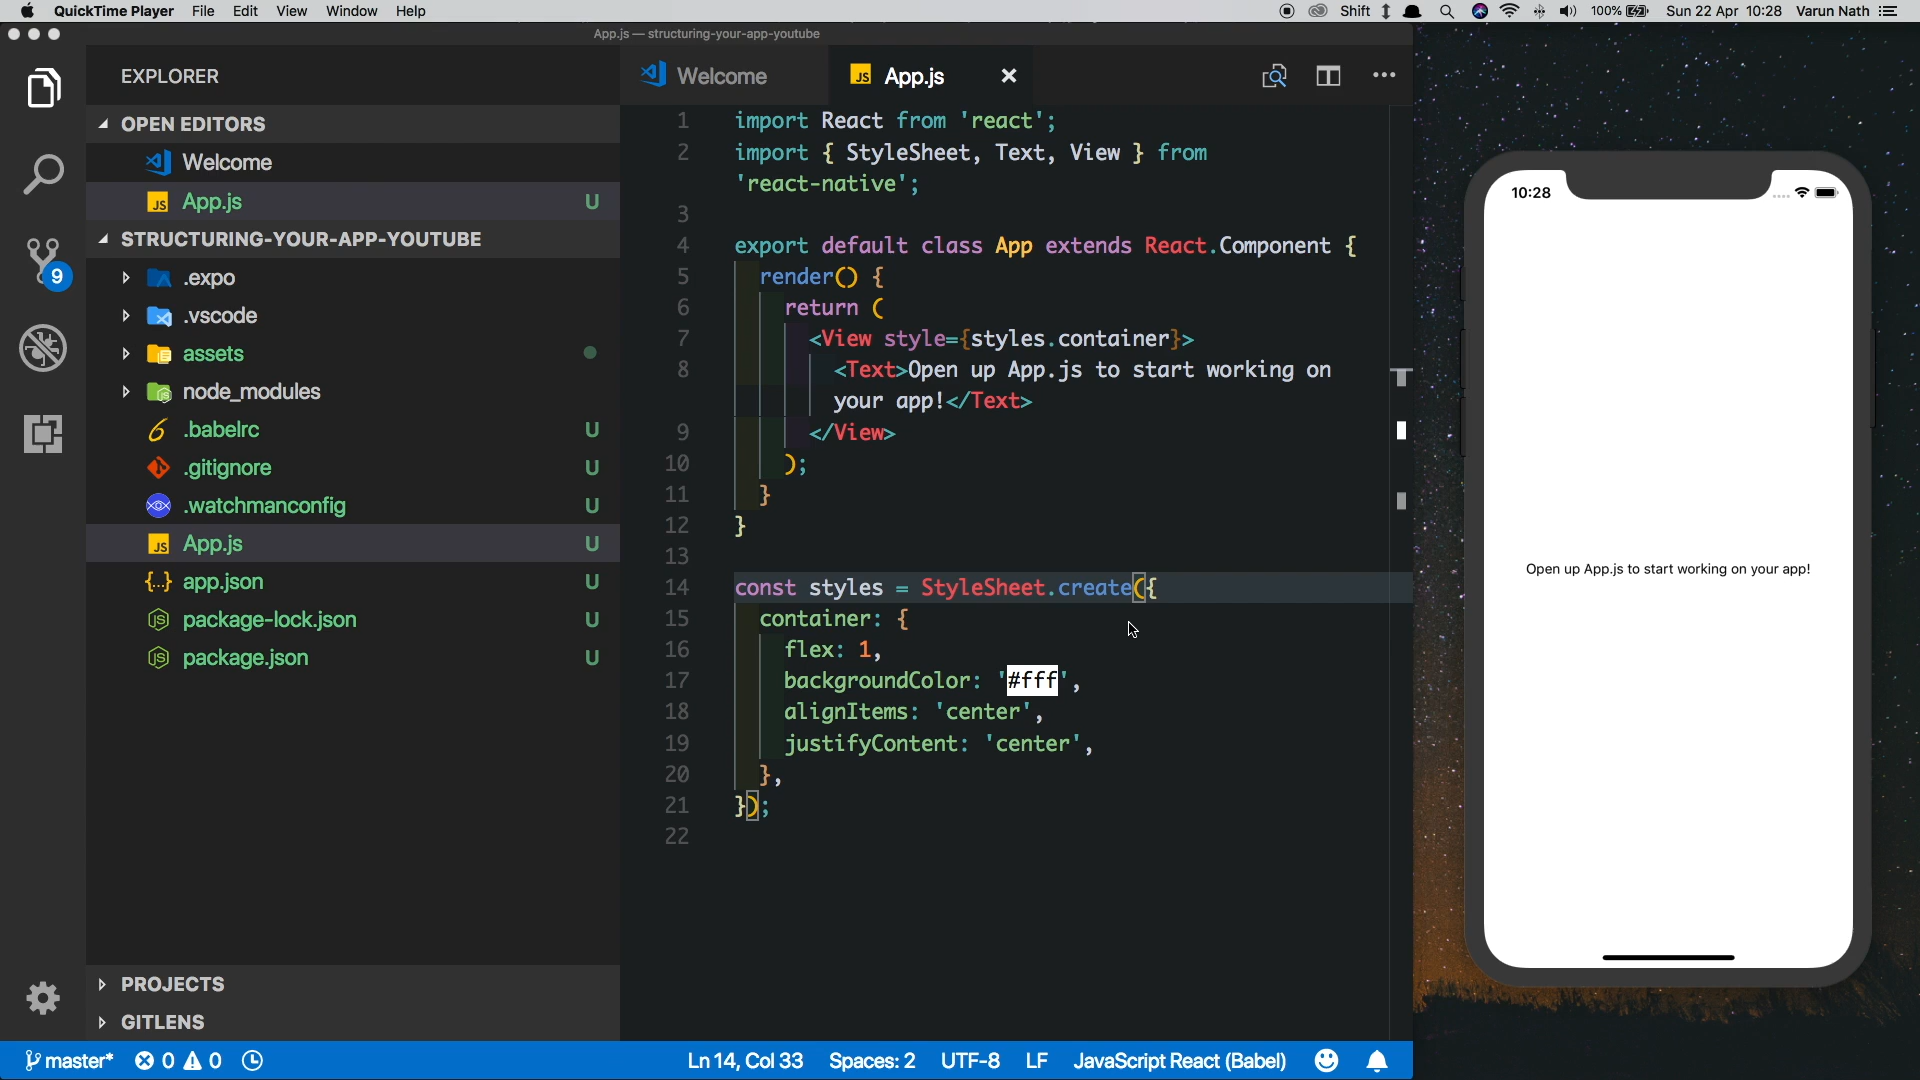 QuickTime Player File Edit View Window Help Shift 100% Sun 22 Apr 10:28 Varun Nath
App.js — structuring-your-app-youtube
EXPLORER
OPEN EDITORS
Welcome
App.js U
STRUCTURING-YOUR-APP-YOUTUBE
.expo
.vscode
assets
node_modules
.babelrc U
.gitignore U
.watchmanconfig U
App.js U
app.json U
package-lock.json U
package.json U
PROJECTS
GITLENS
9
Welcome App.js
1 import React from 'react';
2 import { StyleSheet, Text, View } from
'react-native';
3
4 export default class App extends React.Component {
5 render() {
6 return (
7 <View style={styles.container}>
8 <Text>Open up App.js to start working on
your app!</Text>
9 </View>
10 );
11 }
12 }
13
14 const styles = StyleSheet.create({
15 container: {
16 flex: 1,
17 backgroundColor: '#fff',
18 alignItems: 'center',
19 justifyContent: 'center',
20 },
21 });
22
10:28
Open up App.js to start working on your app!
master* 0 0 Ln 14, Col 33 Spaces: 2 UTF-8 LF JavaScript React (Babel)